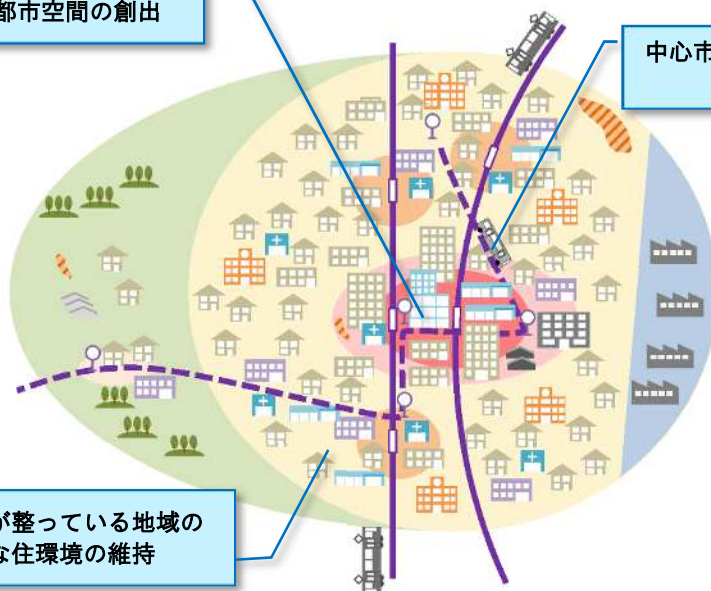 都市空間の創出
中心市
が整っている地域の
な住環境の維持